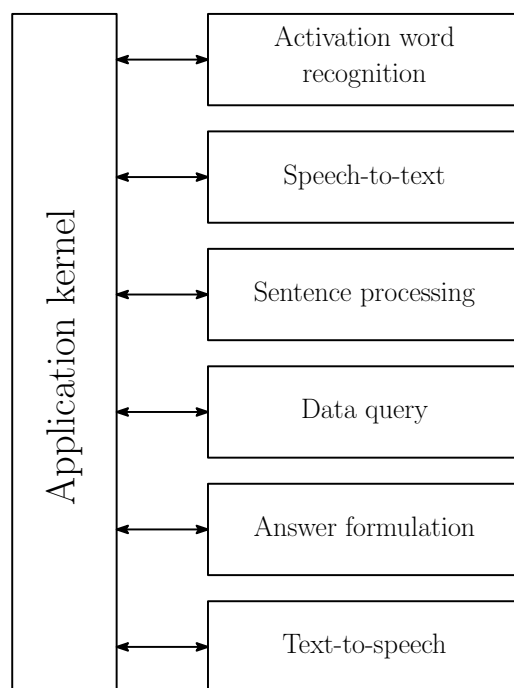 Application kernel
Activation word
recognition
Speech-to-text
Sentence processing
Data query
Answer formulation
Text-to-speech